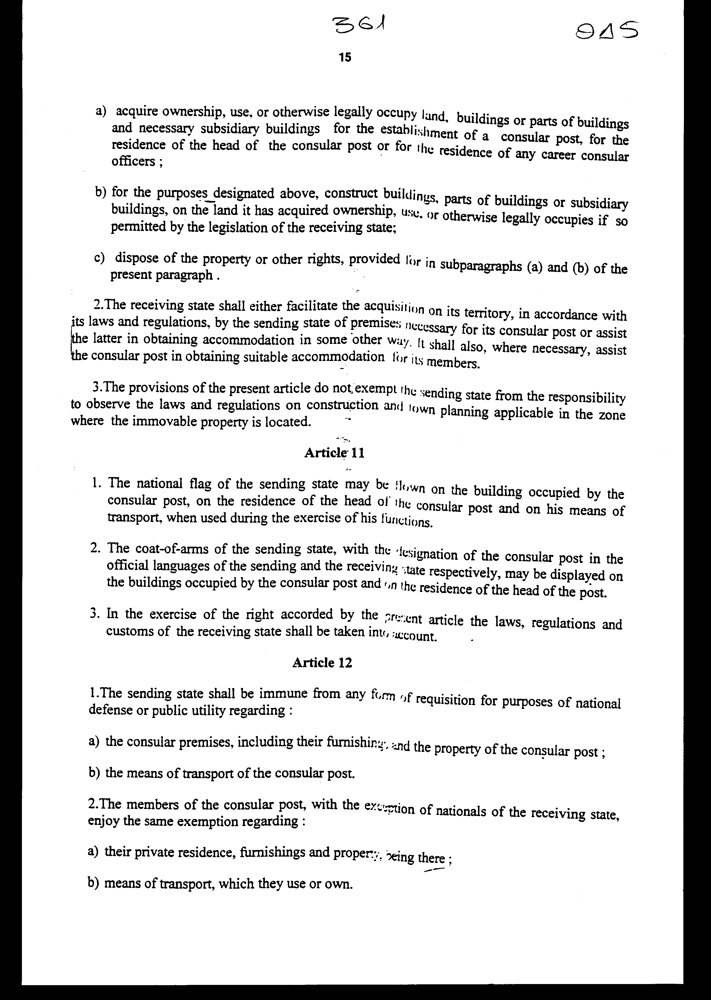 361
915
15
a) acquire ownership, use, or otherwise legally occupy land, buildings or parts of buildings
and necessary subsidiary buildings for the establishment of a consular post, for the
residence of the head of the consular post or for the residence of any career consular
officers ;
b) for the purposes designated above, construct buildings, parts of buildings or subsidiary
buildings, on the land it has acquired ownership, use, or otherwise legally occupies if so
permitted by the legislation of the receiving state;
c) dispose of the property or other rights, provided for in subparagraphs (a) and (b) of the
present paragraph .
2.The receiving state shall either facilitate the acquisition on its territory, in accordance with
its laws and regulations, by the sending state of premises necessary for its consular post or assist
the latter in obtaining accommodation in some other way. It shall also, where necessary, assist
the consular post in obtaining suitable accommodation for its members.
3.The provisions of the present article do not exempt the sending state from the responsibility
to observe the laws and regulations on construction and town planning applicable in the zone
where the immovable property is located.
Article 11
1. The national flag of the sending state may be flown on the building occupied by the
consular post, on the residence of the head of the consular post and on his means of
transport, when used during the exercise of his functions.
2. The coat-of-arms of the sending state, with the designation of the consular post in the
official languages of the sending and the receiving state respectively, may be displayed on
the buildings occupied by the consular post and on the residence of the head of the post.
3. In the exercise of the right accorded by the present article the laws, regulations and
customs of the receiving state shall be taken into account.
Article 12
1.The sending state shall be immune from any form of requisition for purposes of national
defense or public utility regarding :
a) the consular premises, including their furnishing, and the property of the consular post ;
b) the means of transport of the consular post.
2.The members of the consular post, with the exception of nationals of the receiving state,
enjoy the same exemption regarding :
a) their private residence, furnishings and property, being there ;
b) means of transport, which they use or own.